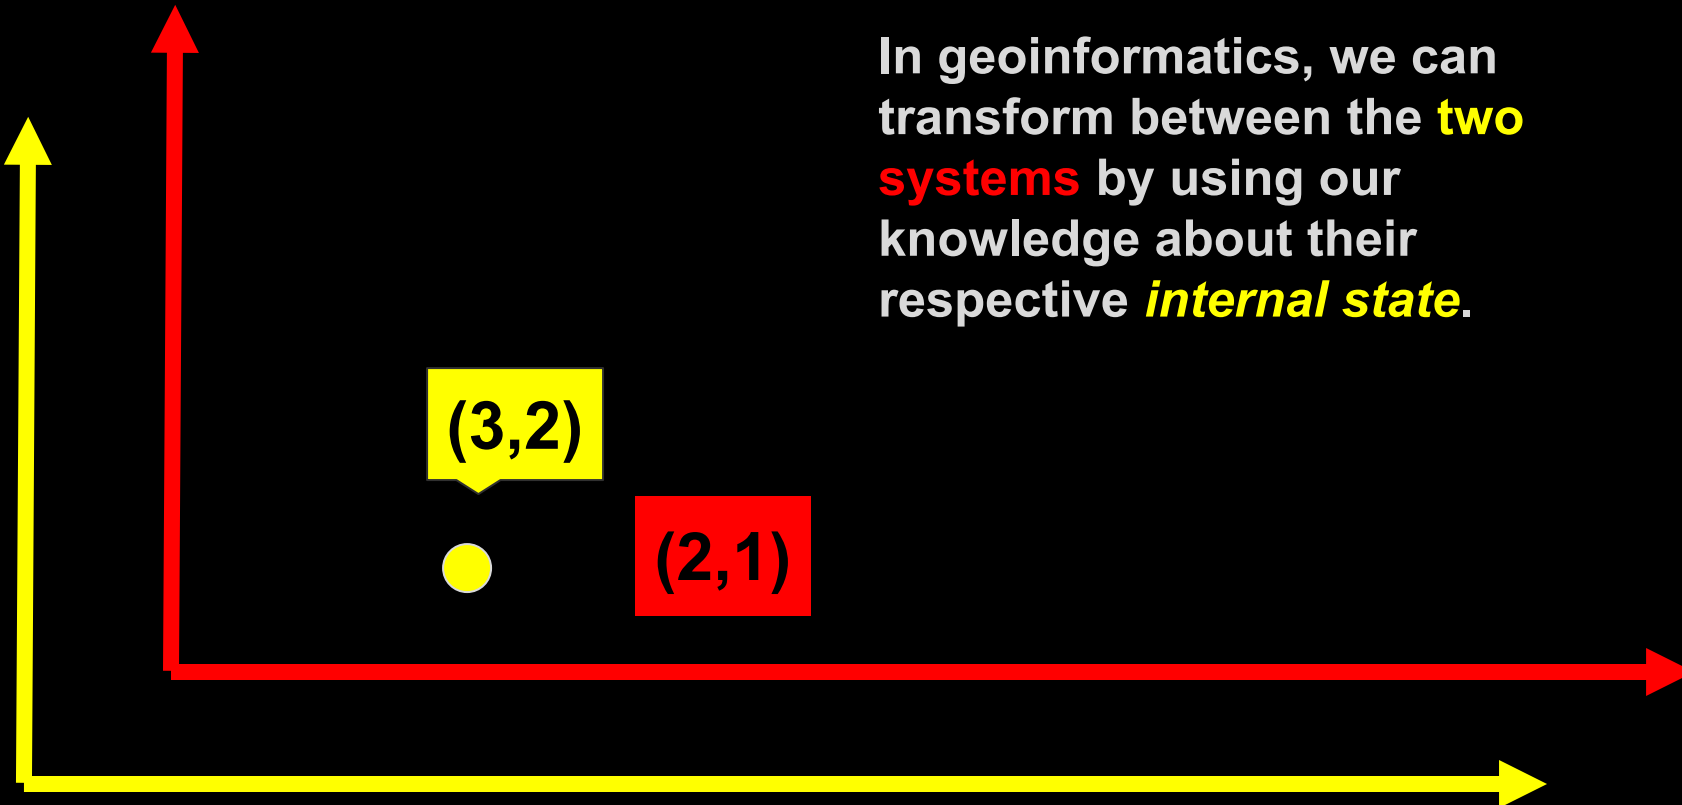 In geoinformatics, we can
transform between the two
systems by using our
knowledge about their
respective internal state.
(3,2)
(2,1)